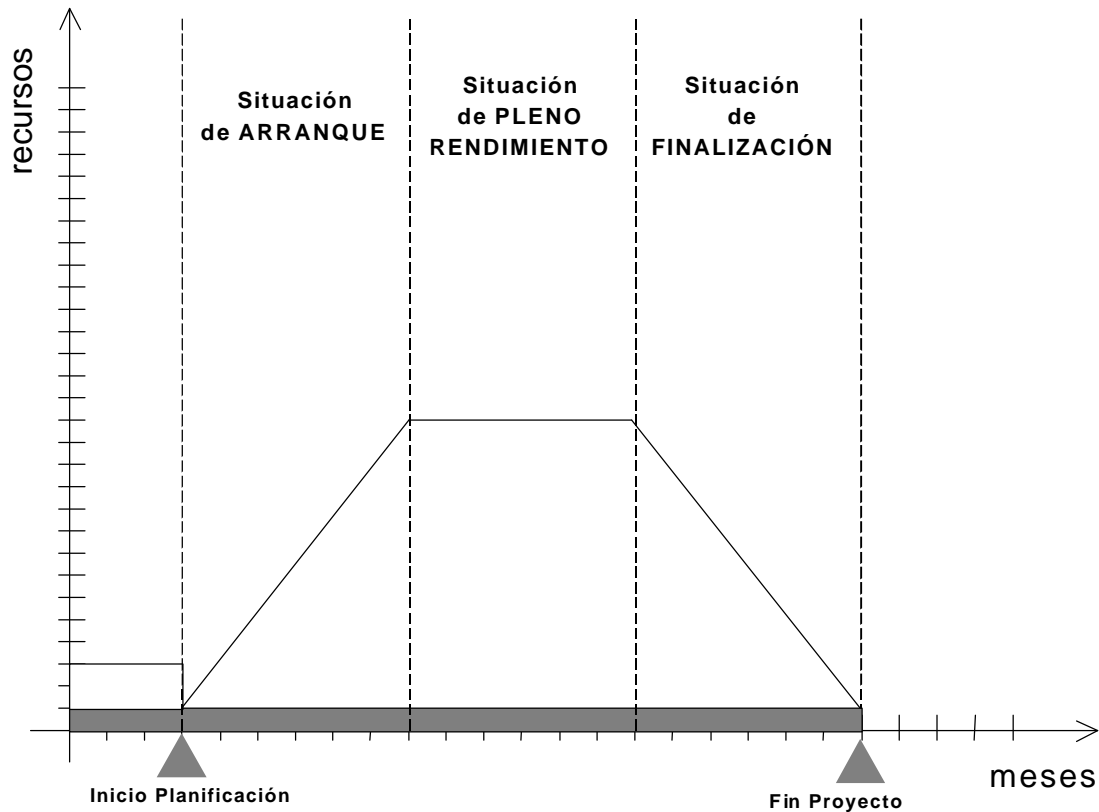 recursos
Situación
de ARRANQUE
Situación
de PLENO
RENDIMIENTO
Situación
de
FINALIZACIÓN
Inicio Planificación
Fin Proyecto
meses